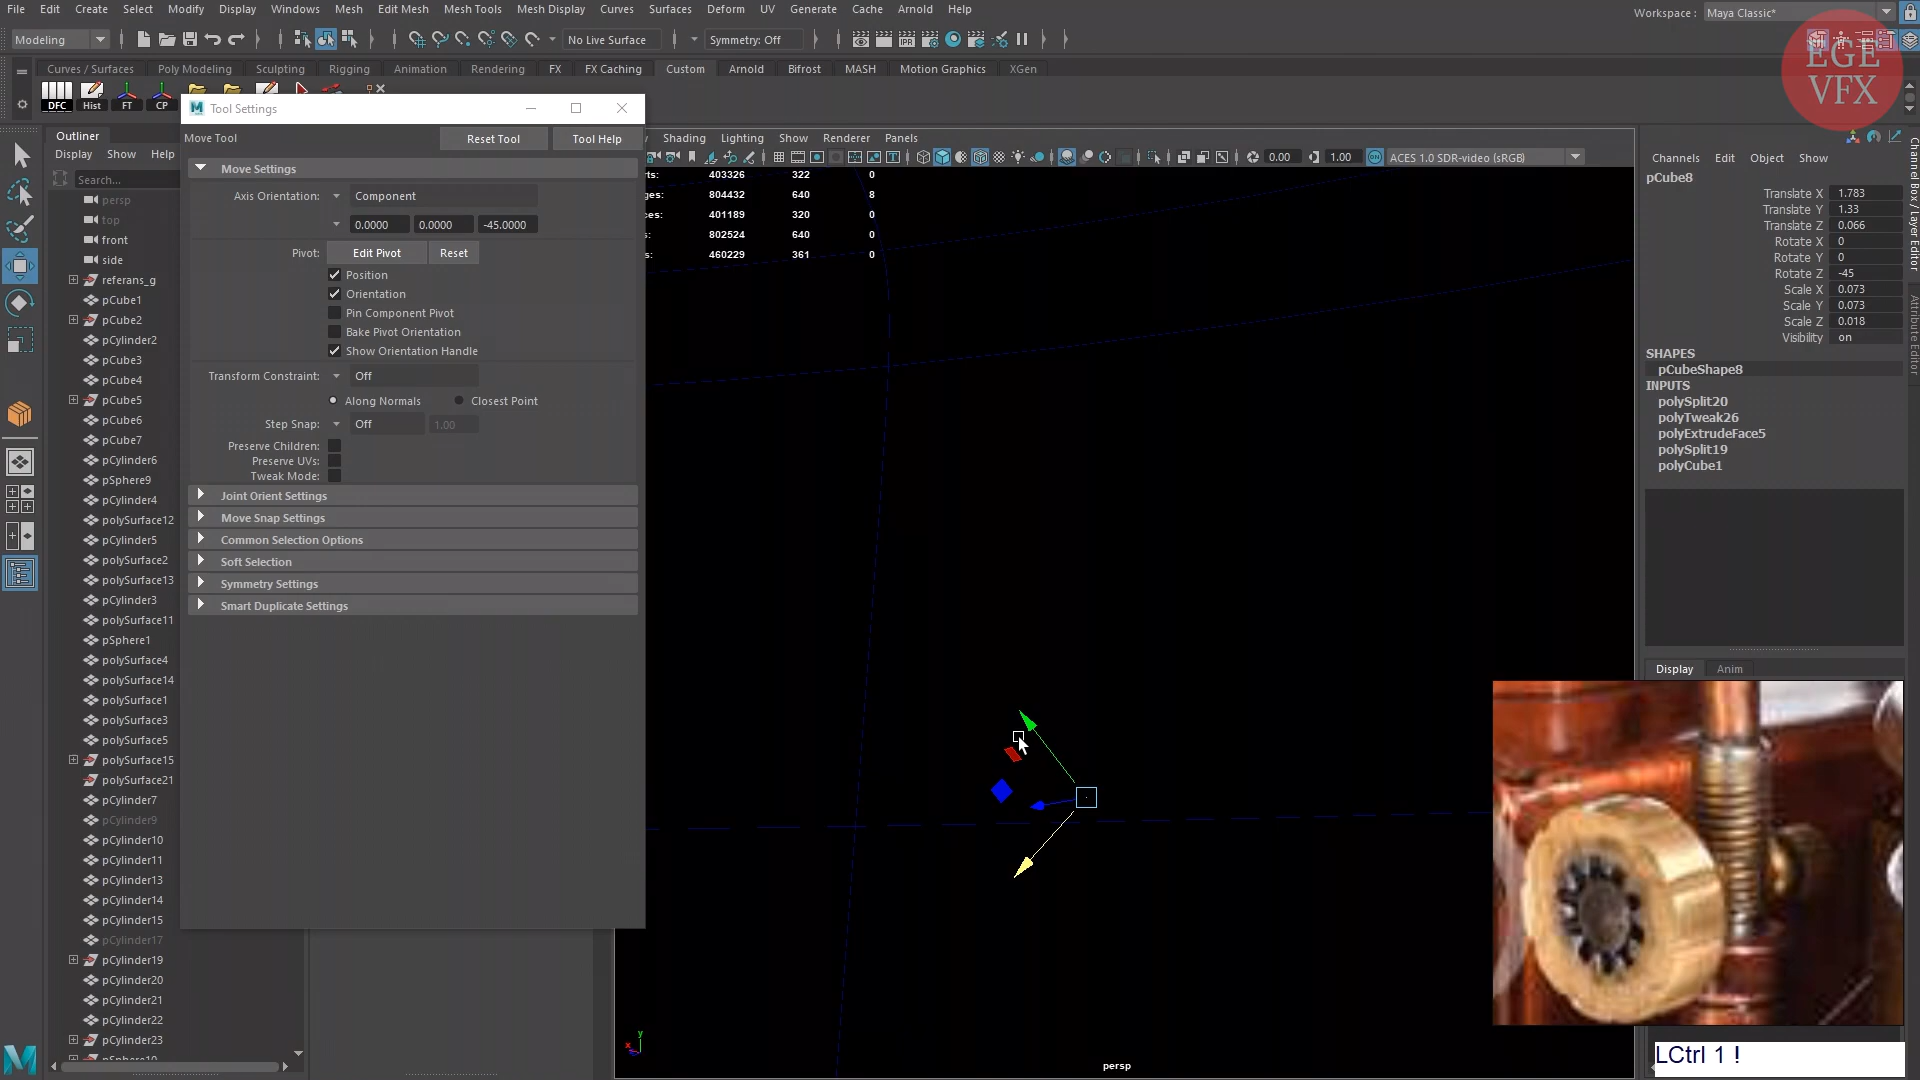 File Edit Create Select Modify Display Windows Mesh Edit Mesh Mesh Tools Mesh Display Curves Surfaces Deform UV Generate Cache Arnold Help
Workspace : Maya Classic*
Modeling No Live Surface Symmetry: Off
EGE
VFX
Curves / Surfaces Poly Modeling Sculpting Rigging Animation Rendering FX FX Caching Custom Arnold Bifrost MASH Motion Graphics XGen
DFC Hist FT CP
Tool Settings
Move Tool Reset Tool Tool Help
Move Settings
Axis Orientation: Component
0.0000 0.0000 -45.0000
Pivot: Edit Pivot Reset
Position
Orientation
Pin Component Pivot
Bake Pivot Orientation
Show Orientation Handle
Transform Constraint: Off
Along Normals Closest Point
Step Snap: Off 1.00
Preserve Children:
Preserve UVs:
Tweak Mode:
Joint Orient Settings
Move Snap Settings
Common Selection Options
Soft Selection
Symmetry Settings
Smart Duplicate Settings
Outliner
Display Show Help
Search...
persp
top
front
side
referans_g
pCube1
pCube2
pCylinder2
pCube3
pCube4
pCube5
pCube6
pCube7
pCylinder6
pSphere9
pCylinder4
polySurface12
pCylinder5
polySurface2
polySurface13
pCylinder3
polySurface11
pSphere1
polySurface4
polySurface14
polySurface1
polySurface3
polySurface5
polySurface15
polySurface21
pCylinder7
pCylinder9
pCylinder10
pCylinder11
pCylinder13
pCylinder14
pCylinder15
pCylinder17
pCylinder19
pCylinder20
pCylinder21
pCylinder22
pCylinder23
pSphere10
Shading Lighting Show Renderer Panels
0.00 1.00 ACES 1.0 SDR-video (sRGB)
rts: 403326 322 0
ges: 804432 640 8
ces: 401189 320 0
s: 802524 640 0
s: 460229 361 0
y
x
persp
Channels Edit Object Show
pCube8
Translate X 1.783
Translate Y 1.33
Translate Z 0.066
Rotate X 0
Rotate Y 0
Rotate Z -45
Scale X 0.073
Scale Y 0.073
Scale Z 0.018
Visibility on
SHAPES
pCubeShape8
INPUTS
polySplit20
polyTweak26
polyExtrudeFace5
polySplit19
polyCube1
Display Anim
Channel Box / Layer Editor
Attribute Editor
LCtrl 1 !